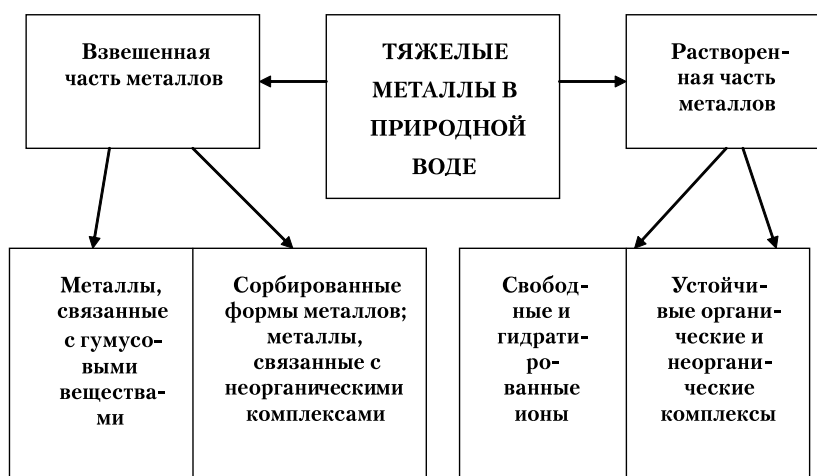 Взвешенная
часть металлов
ТЯЖЕЛЫЕ
МЕТАЛЛЫ В
ПРИРОДНОЙ
ВОДЕ
Растворен-
ная часть
металлов
Металлы,
связанные
с гумусо-
выми
вещества-
ми
Сорбированные
формы металлов;
металлы,
связанные с
неорганическими
комплексами
Свобод-
ные и
гидрати-
ро-
ванные
ионы
Устойчи-
вые органи-
ческие и
неоргани-
ческие
комплексы